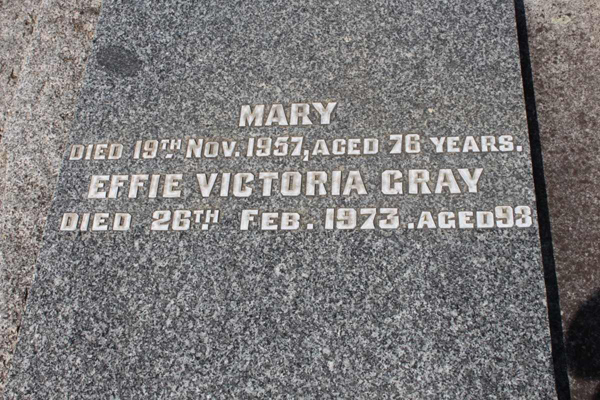 MARY
DIED 19TH NOV. 1957, AGED 76 YEARS.
EFFIE VICTORIA GRAY
DIED 26TH FEB. 1973. AGED 93